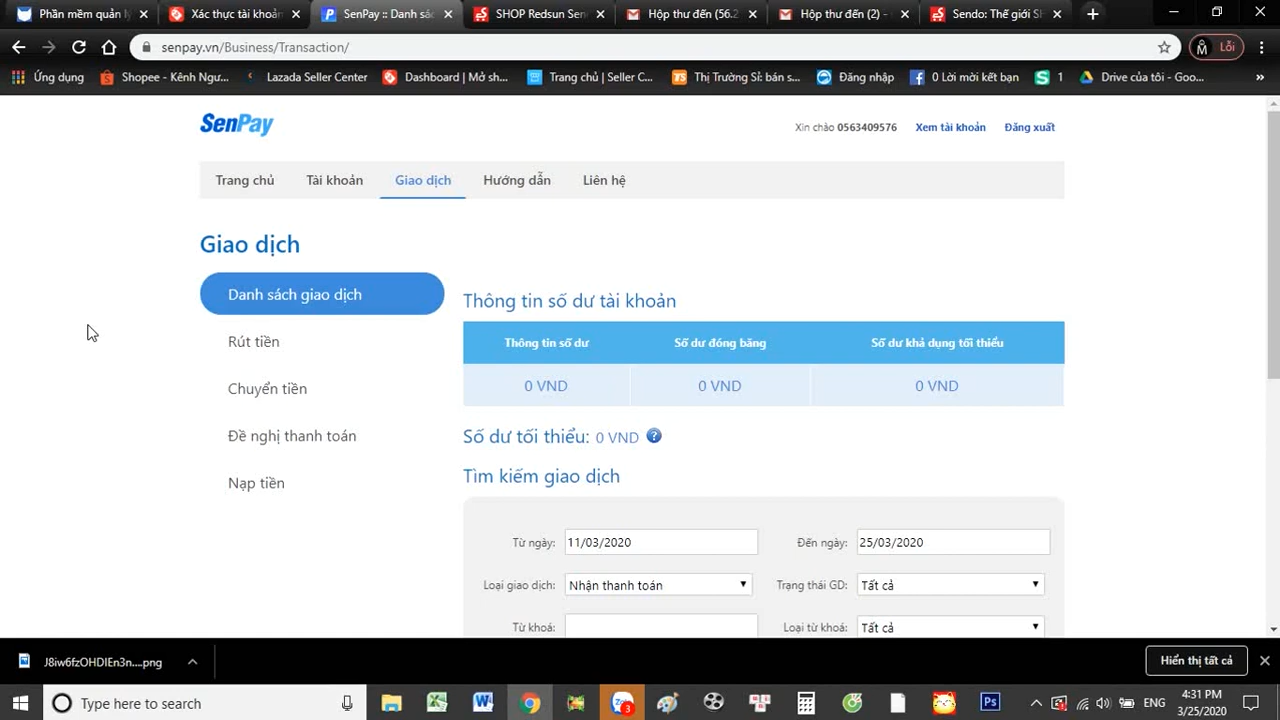 Phần mềm quản lý
Xác thực tài khoản
SenPay :: Danh sác
SHOP Redsun Sen
Hộp thư đến (56.2
Hộp thư đến (2) -
Sendo: Thế giới SH
senpay.vn/Business/Transaction/
Lỗi
Ứng dụng
Shopee - Kênh Ngư...
Lazada Seller Center
Dashboard | Mở sh...
Trang chủ | Seller C...
Thị Trường Sỉ: bán s...
Đăng nhập
0 Lời mời kết bạn
1
Drive của tôi - Goo...
»
SenPay
Xin chào 0563409576 Xem tài khoản Đăng xuất
Trang chủ Tài khoản Giao dịch Hướng dẫn Liên hệ
Giao dịch
Danh sách giao dịch
Rút tiền
Chuyển tiền
Đề nghị thanh toán
Nạp tiền
Thông tin số dư tài khoản
Thông tin số dư Số dư đóng băng Số dư khả dụng tối thiểu
0 VND 0 VND 0 VND
Số dư tối thiểu: 0 VND ?
Tìm kiếm giao dịch
Từ ngày: 11/03/2020 Đến ngày: 25/03/2020
Loại giao dịch: Nhận thanh toán Trạng thái GD: Tất cả
Từ khoá: Loại từ khoá: Tất cả
J8iw6fzOHDIEn3n....png
Hiển thị tất cả
Type here to search
3
Ps
ENG
4:31 PM
3/25/2020